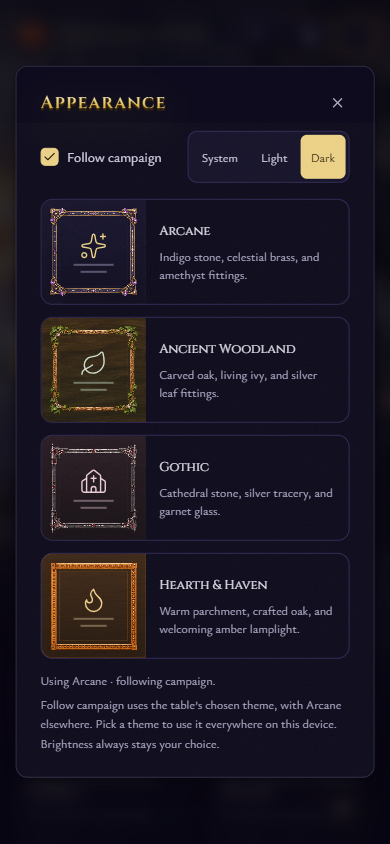 Appearance
Follow campaign
System Light Dark
Arcane
Indigo stone, celestial brass, and
amethyst fittings.
Ancient Woodland
Carved oak, living ivy, and silver
leaf fittings.
Gothic
Cathedral stone, silver tracery, and
garnet glass.
Hearth & Haven
Warm parchment, crafted oak, and
welcoming amber lamplight.
Using Arcane · following campaign.
Follow campaign uses the table's chosen theme, with Arcane
elsewhere. Pick a theme to use it everywhere on this device.
Brightness always stays your choice.